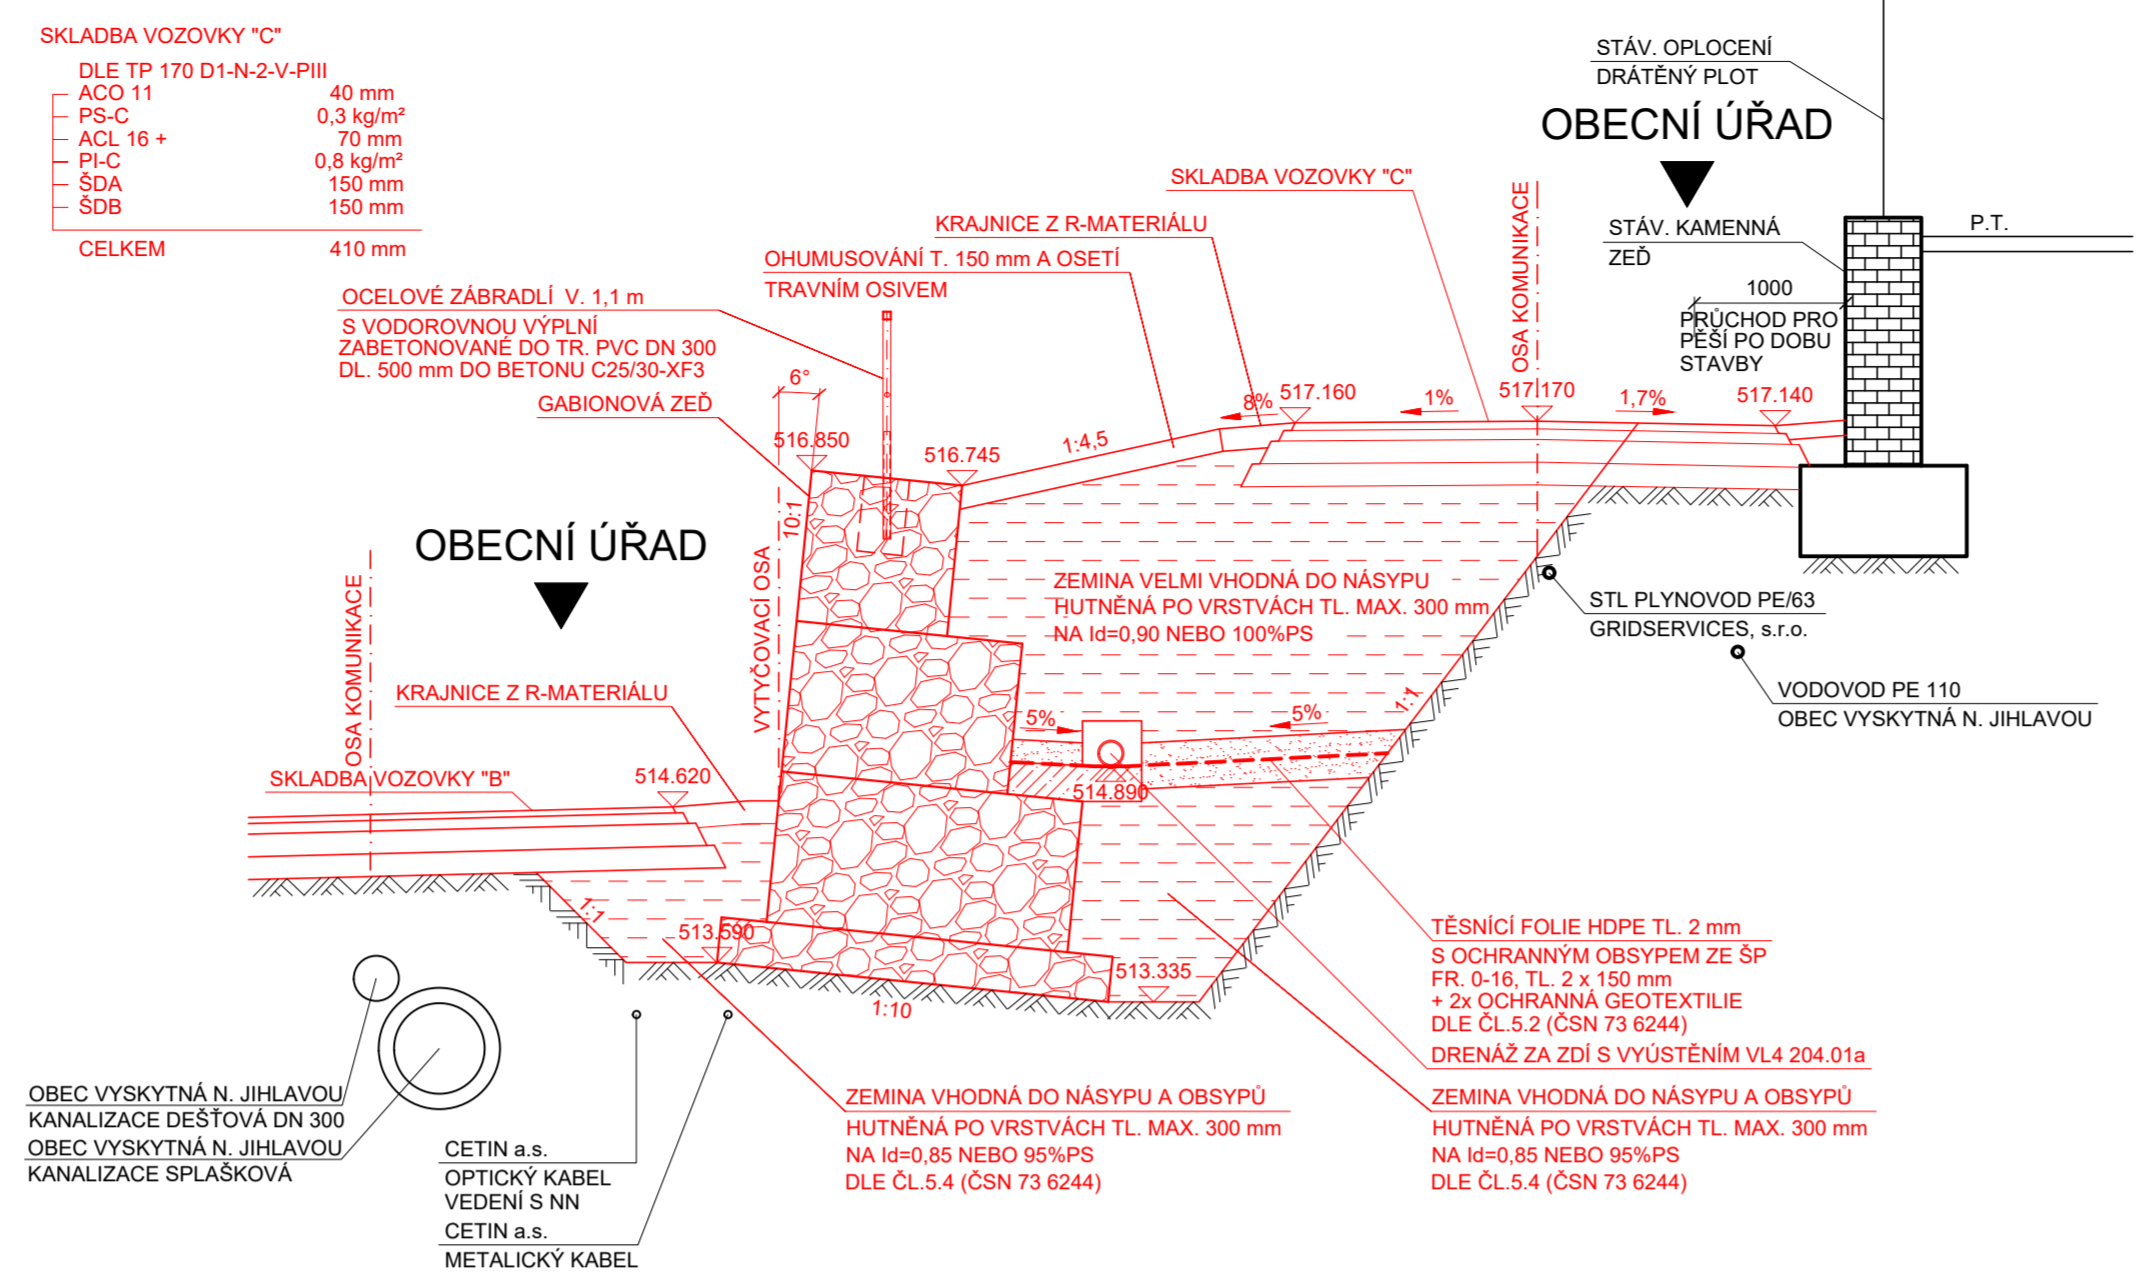 SKLADBA VOZOVKY "C"
DLE TP 170 D1-N-2-V-PIII
ACO 11 40 mm
PS-C 0,3 kg/m²
ACL 16 + 70 mm
PI-C 0,8 kg/m²
ŠDA 150 mm
ŠDB 150 mm
CELKEM 410 mm
STÁV. OPLOCENÍ
DRÁTĚNÝ PLOT
OBECNÍ ÚŘAD
SKLADBA VOZOVKY "C"
KRAJNICE Z R-MATERIÁLU
OHUMUSOVÁNÍ T. 150 mm A OSETÍ
TRAVNÍM OSIVEM
OSA KOMUNIKACE
STÁV. KAMENNÁ
ZEĎ
P.T.
1000
PRŮCHOD PRO
PĚŠÍ PO DOBU
STAVBY
OCELOVÉ ZÁBRADLÍ  V. 1,1 m
S VODOROVNOU VÝPLNÍ
ZABETONOVANÉ DO TR. PVC DN 300
DL. 500 mm DO BETONU C25/30-XF3
6°
GABIONOVÁ ZEĎ
516.850
516.745
1:4,5
8%
517.160
1%
517.170
1,7%
517.140
10:1
OBECNÍ ÚŘAD
OSA KOMUNIKACE
VYTYČOVACÍ OSA
ZEMINA VELMI VHODNÁ DO NÁSYPU
HUTNĚNÁ PO VRSTVÁCH TL. MAX. 300 mm
NA Id=0,90 NEBO 100%PS
STL PLYNOVOD PE/63
GRIDSERVICES, s.r.o.
VODOVOD PE 110
OBEC VYSKYTNÁ N. JIHLAVOU
KRAJNICE Z R-MATERIÁLU
SKLADBA VOZOVKY "B"
514.620
5%
5%
1:1
514.890
1:1
513.590
513.335
1:10
TĚSNÍCÍ FOLIE HDPE TL. 2 mm
S OCHRANNÝM OBSYPEM ZE ŠP
FR. 0-16, TL. 2 x 150 mm
+ 2x OCHRANNÁ GEOTEXTILIE
DLE ČL.5.2 (ČSN 73 6244)
DRENÁŽ ZA ZDÍ S VYÚSTĚNÍM VL4 204.01a
OBEC VYSKYTNÁ N. JIHLAVOU
KANALIZACE DEŠŤOVÁ DN 300
OBEC VYSKYTNÁ N. JIHLAVOU
KANALIZACE SPLAŠKOVÁ
CETIN a.s.
OPTICKÝ KABEL
VEDENÍ S NN
CETIN a.s.
METALICKÝ KABEL
ZEMINA VHODNÁ DO NÁSYPU A OBSYPŮ
HUTNĚNÁ PO VRSTVÁCH TL. MAX. 300 mm
NA Id=0,85 NEBO 95%PS
DLE ČL.5.4 (ČSN 73 6244)
ZEMINA VHODNÁ DO NÁSYPU A OBSYPŮ
HUTNĚNÁ PO VRSTVÁCH TL. MAX. 300 mm
NA Id=0,85 NEBO 95%PS
DLE ČL.5.4 (ČSN 73 6244)